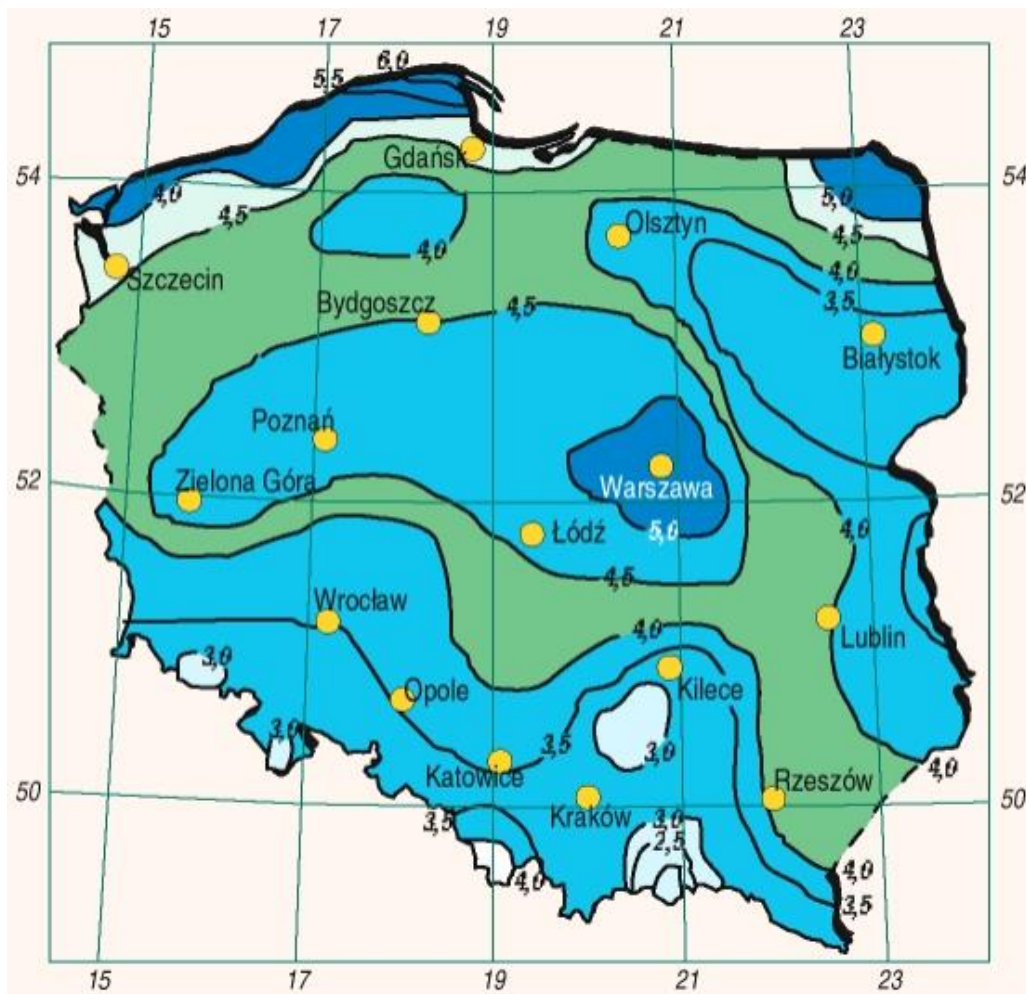 15 17 19 21 23
6,0
5,5
Gdańsk
54 54
4,0
5,0
4,5
Olsztyn
4,5
4,0
4,0
Szczecin
3,5
Bydgoszcz
4,5
Białystok
Poznań
Zielona Góra
52 Warszawa 52
5,0
4,0
Łódź
4,5
Wrocław
4,0
Lublin
3,0
Opole
Kilece
3,0
3,5
3,0
4,0
Katowice
Rzeszów
50 50
Kraków
3,5
3,0
2,5
4,0
4,0
3,5
15 17 19 21 23